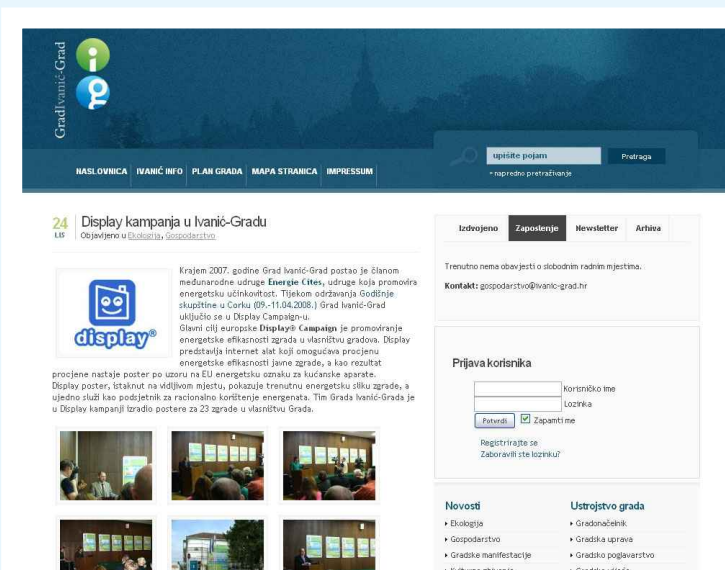 GradIvanić-Grad
upišite pojam
Pretraga
napredno pretraživanje
NASLOVNICA
IVANIĆ INFO
PLAN GRADA
MAPA STRANICA
IMPRESSUM
24
LIS
Display kampanja u Ivanić-Gradu
Objavljeno u Ekologija, Gospodarstvo
display®
Krajem 2007. godine Grad Ivanić-Grad postao je članom
međunarodne udruge Energie Cités, udruge koja promovira
energetsku učinkovitost. Tijekom održavanja Godišnje
skupštine u Corku (09.-11.04.2008.) Grad Ivanić-Grad
uključio se u Display Campaign-u.
Glavni cilj europske Display® Campaign je promoviranje
energetske efikasnosti zgrada u vlasništvu gradova. Display
predstavlja internet alat koji omogućava procjenu
energetske efikasnosti javne zgrade, a kao rezultat
procjene nastaje poster po uzoru na EU energetsku oznaku za kućanske aparate.
Display poster, istaknut na vidljivom mjestu, pokazuje trenutnu energetsku sliku zgrade, a
ujedno služi kao podsjetnik za racionalno korištenje energenata. Tim Grada Ivanić-Grada je
u Display kampanji izradio postere za 23 zgrade u vlasništvu Grada.
Izdvojeno
Zaposlenje
Newsletter
Arhiva
Trenutno nema obavjesti o slobodnim radnim mjestima.
Kontakt: gospodarstvo@ivanic-grad.hr
Prijava korisnika
Korisničko ime
Lozinka
Potvrdi
Zapamti me
Registrirajte se
Zaboravili ste lozinku?
Novosti
Ekologija
Gospodarstvo
Gradske manifestacije
Ustrojstvo grada
Gradonačelnik
Gradska uprava
Gradsko poglavarstvo